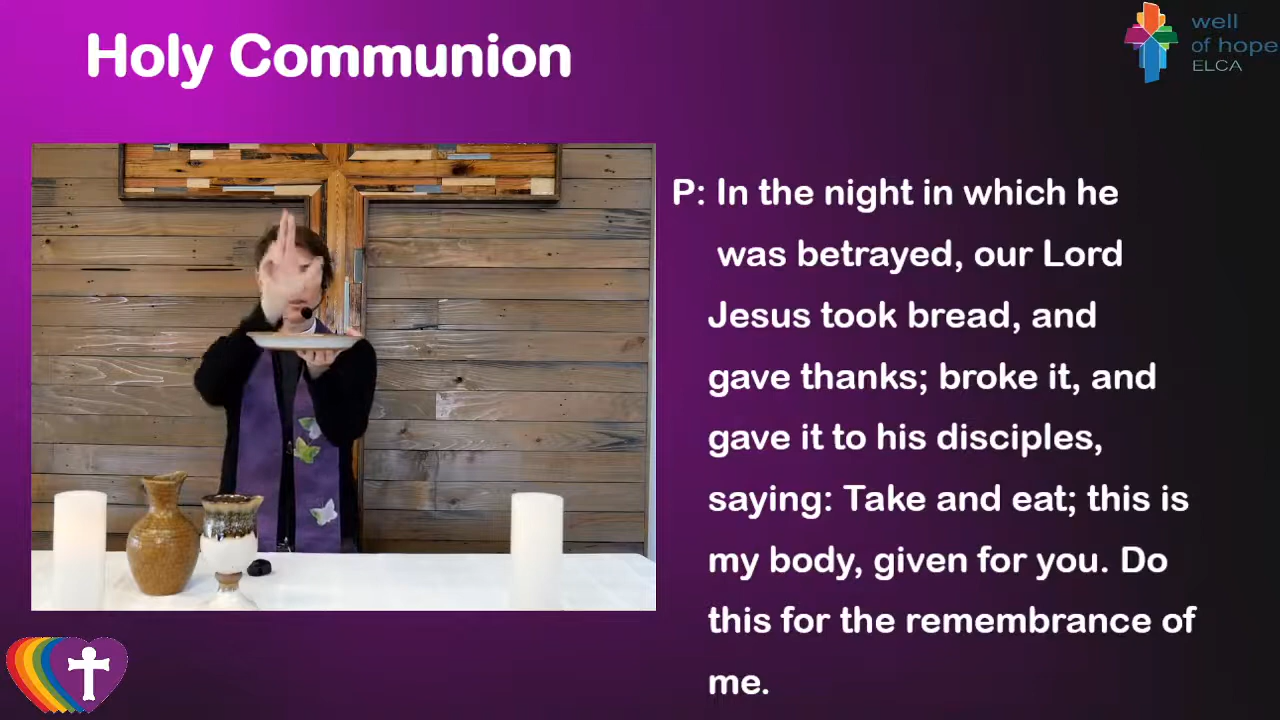 Holy Communion
well
of hope
ELCA
P: In the night in which he
was betrayed, our Lord
Jesus took bread, and
gave thanks; broke it, and
gave it to his disciples,
saying: Take and eat; this is
my body, given for you. Do
this for the remembrance of
me.